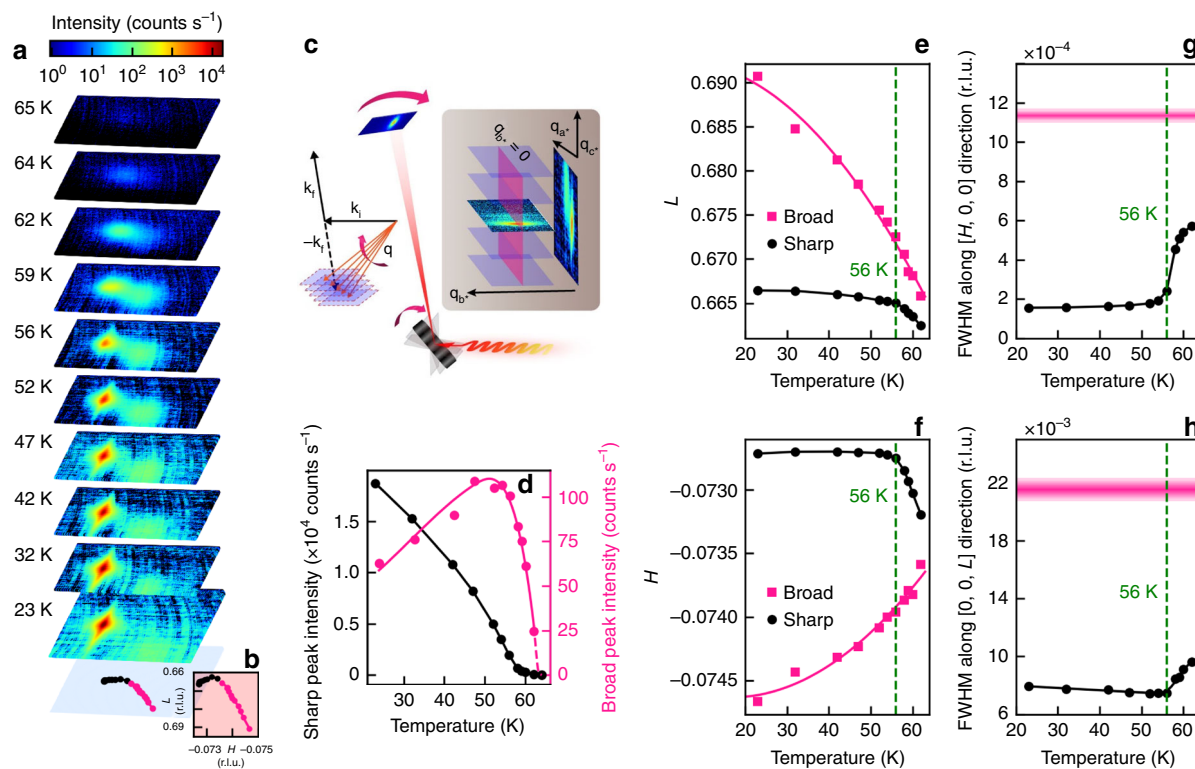 a
Intensity (counts s⁻¹)
10⁰ 10¹ 10² 10³ 10⁴
65 K
64 K
62 K
59 K
56 K
52 K
47 K
42 K
32 K
23 K
b
0.66
L
(r.l.u.)
0.69
−0.073 H −0.075
(r.l.u.)
c
k_f
k_i
−k_f
q
q_b* = 0
q_a*
q_c*
q_b*
d
Sharp peak intensity (×10⁴ counts s⁻¹)
1.5
1.0
0.5
0
30 40 50 60
Temperature (K)
Broad peak intensity (counts s⁻¹)
100
75
50
25
0
e
L
0.690
0.685
0.680
0.675
0.670
0.665
Broad
Sharp
56 K
20 30 40 50 60
Temperature (K)
f
H
−0.0730
−0.0735
−0.0740
−0.0745
56 K
Broad
Sharp
20 30 40 50 60
Temperature (K)
g
×10⁻⁴
FWHM along [H, 0, 0] direction (r.l.u.)
14
12
10
8
6
4
2
0
56 K
20 30 40 50 60
Temperature (K)
h
×10⁻³
FWHM along [0, 0, L] direction (r.l.u.)
22
10
8
6
56 K
20 30 40 50 60
Temperature (K)